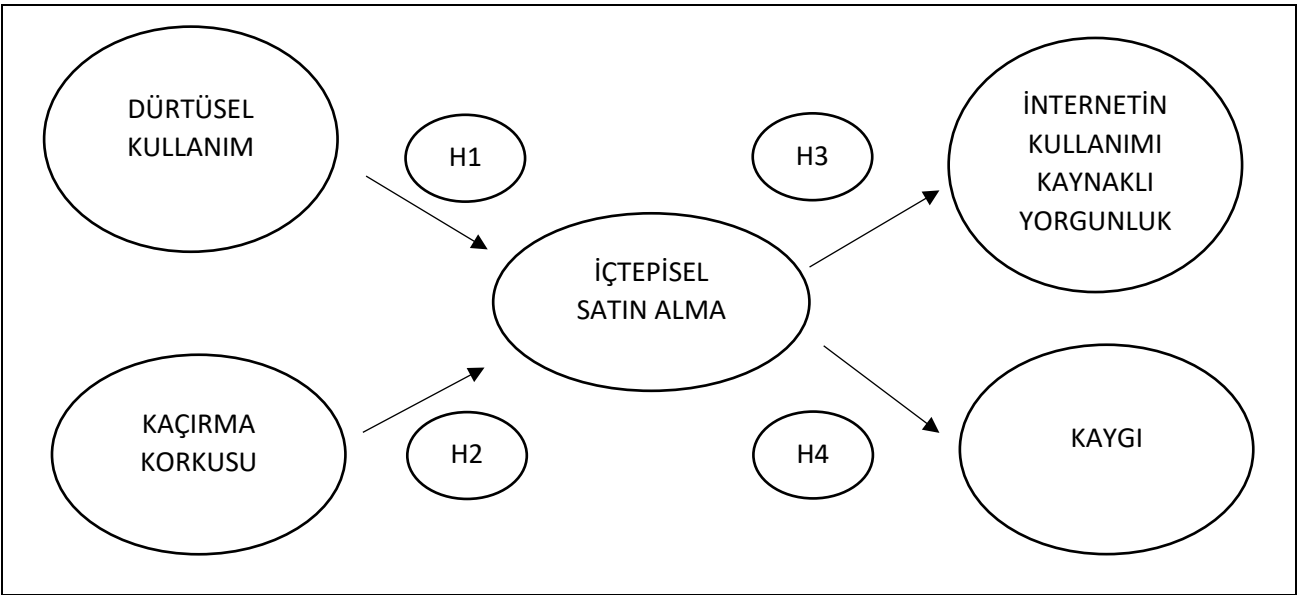 DÜRTÜSEL
KULLANIM
H1
H3
İNTERNETİN
KULLANIMI
KAYNAKLI
YORGUNLUK
İÇTEPİSEL
SATIN ALMA
KAÇIRMA
KORKUSU
H2
H4
KAYGI